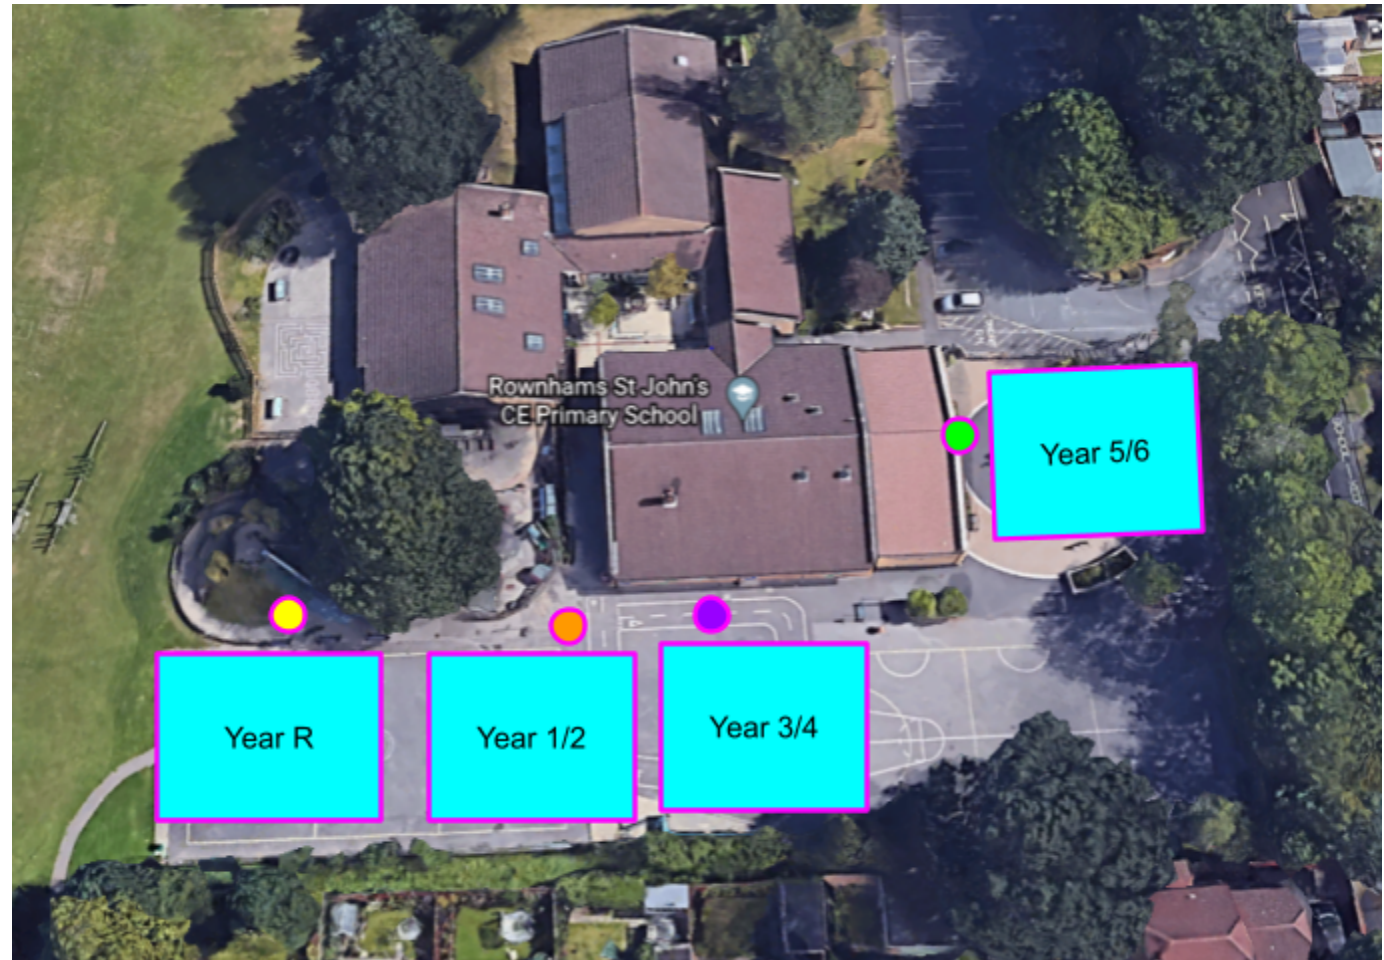 Rownhams St John's
CE Primary School
Year 5/6
Year R
Year 1/2
Year 3/4